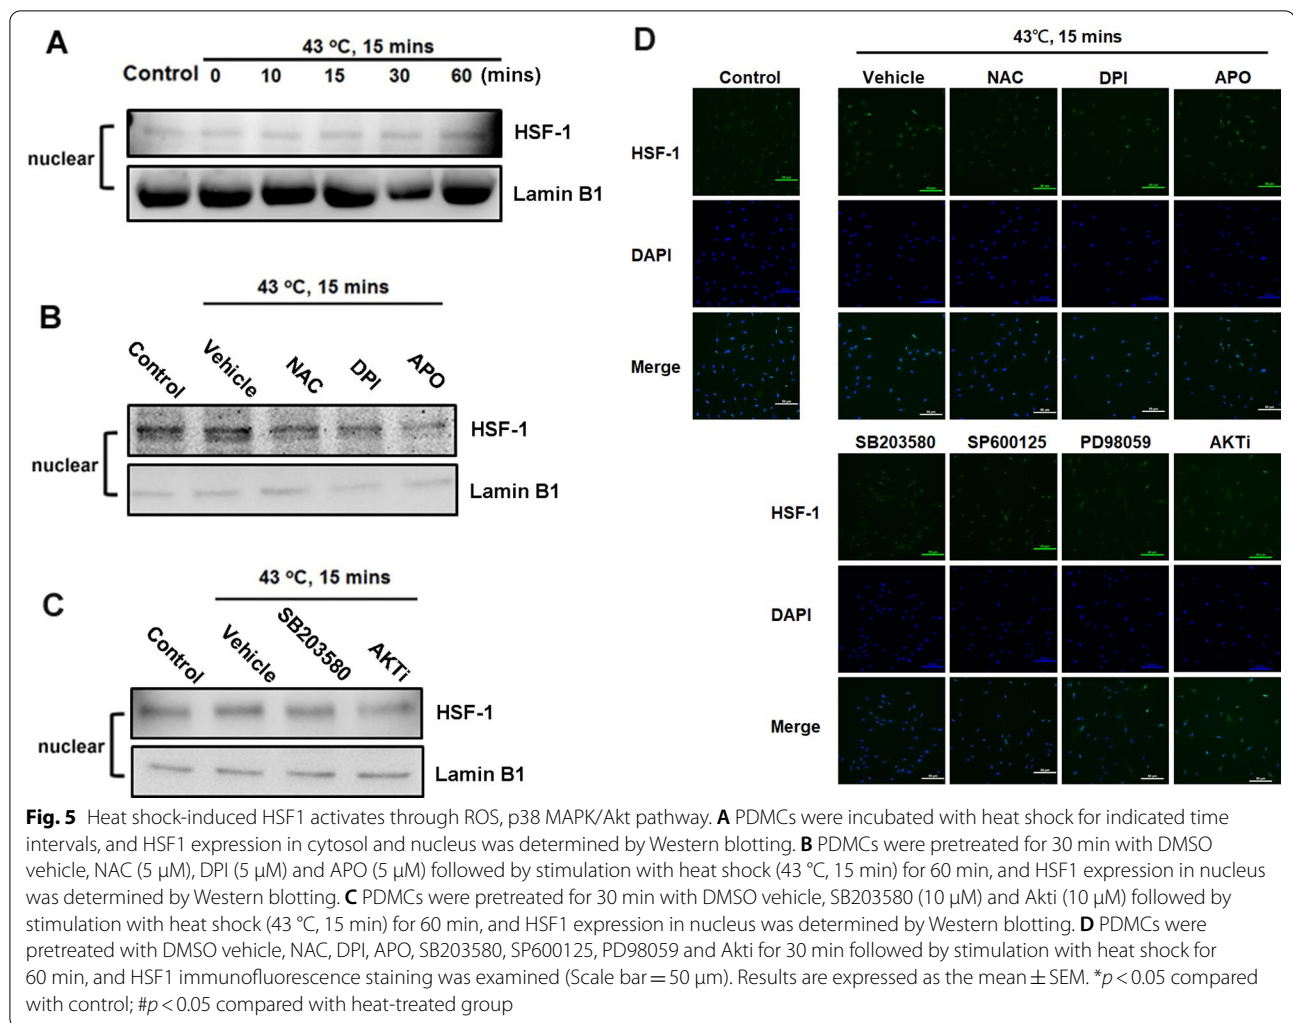 A
43 °C, 15 mins
Control 0 10 15 30 60 (mins)
HSF-1
nuclear
Lamin B1
B
43 °C, 15 mins
Control Vehicle NAC DPI APO
HSF-1
nuclear
Lamin B1
C
43 °C, 15 mins
Control Vehicle SB203580 AKTi
HSF-1
nuclear
Lamin B1
D
43°C, 15 mins
Control Vehicle NAC DPI APO
HSF-1
DAPI
Merge
SB203580 SP600125 PD98059 AKTi
HSF-1
DAPI
Merge
Fig. 5 Heat shock-induced HSF1 activates through ROS, p38 MAPK/Akt pathway. A PDMCs were incubated with heat shock for indicated time
intervals, and HSF1 expression in cytosol and nucleus was determined by Western blotting. B PDMCs were pretreated for 30 min with DMSO
vehicle, NAC (5 μM), DPI (5 μM) and APO (5 μM) followed by stimulation with heat shock (43 °C, 15 min) for 60 min, and HSF1 expression in nucleus
was determined by Western blotting. C PDMCs were pretreated for 30 min with DMSO vehicle, SB203580 (10 μM) and Akti (10 μM) followed by
stimulation with heat shock (43 °C, 15 min) for 60 min, and HSF1 expression in nucleus was determined by Western blotting. D PDMCs were
pretreated with DMSO vehicle, NAC, DPI, APO, SB203580, SP600125, PD98059 and Akti for 30 min followed by stimulation with heat shock for
60 min, and HSF1 immunofluorescence staining was examined (Scale bar = 50 μm). Results are expressed as the mean ± SEM. *p < 0.05 compared
with control; #p < 0.05 compared with heat-treated group